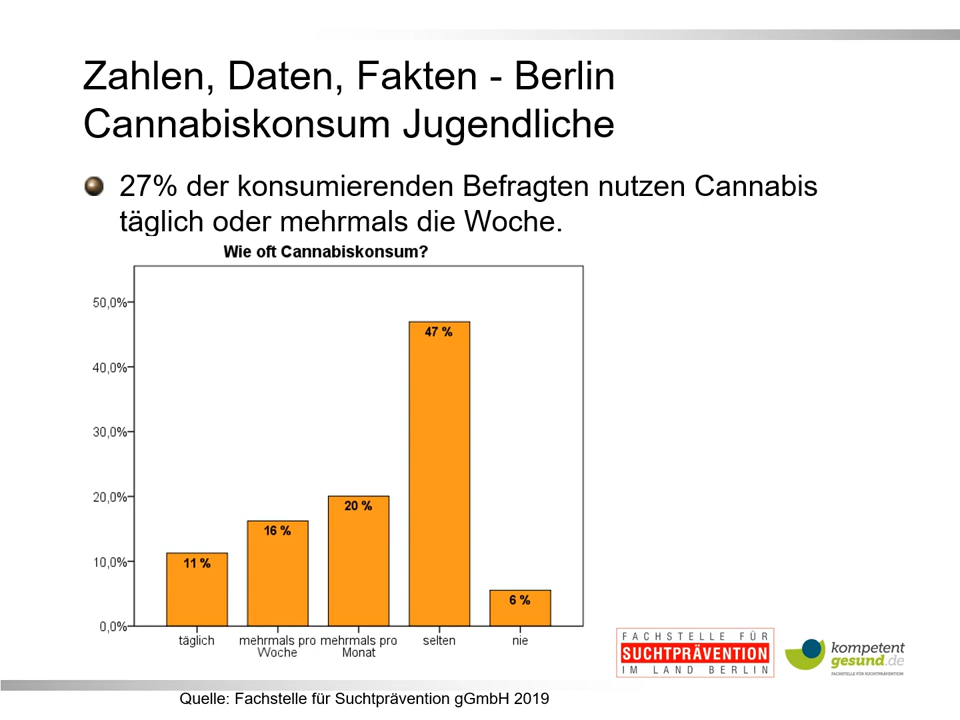 Zahlen, Daten, Fakten - Berlin
Cannabiskonsum Jugendliche
27% der konsumierenden Befragten nutzen Cannabis
täglich oder mehrmals die Woche.
Wie oft Cannabiskonsum?
50,0%
40,0%
30,0%
20,0%
10,0%
0,0%
11 %
16 %
20 %
47 %
6 %
täglich
mehrmals pro
Woche
mehrmals pro
Monat
selten
nie
FACHSTELLE FÜR
SUCHTPRÄVENTION
IM LAND BERLIN
kompetent
gesund.de
FACHSTELLE FÜR SUCHTPRÄVENTION
Quelle: Fachstelle für Suchtprävention gGmbH 2019